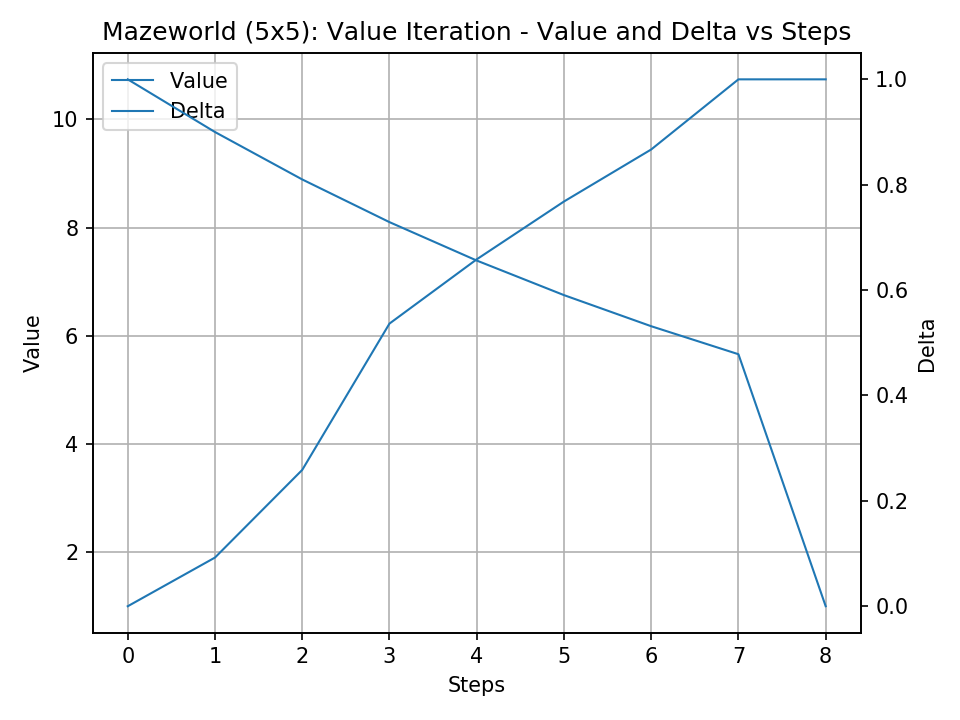 Mazeworld (5x5): Value Iteration - Value and Delta vs Steps
Value
Delta
10
8
6
4
2
Value
1.0
0.8
0.6
0.4
0.2
0.0
Delta
0 1 2 3 4 5 6 7 8
Steps